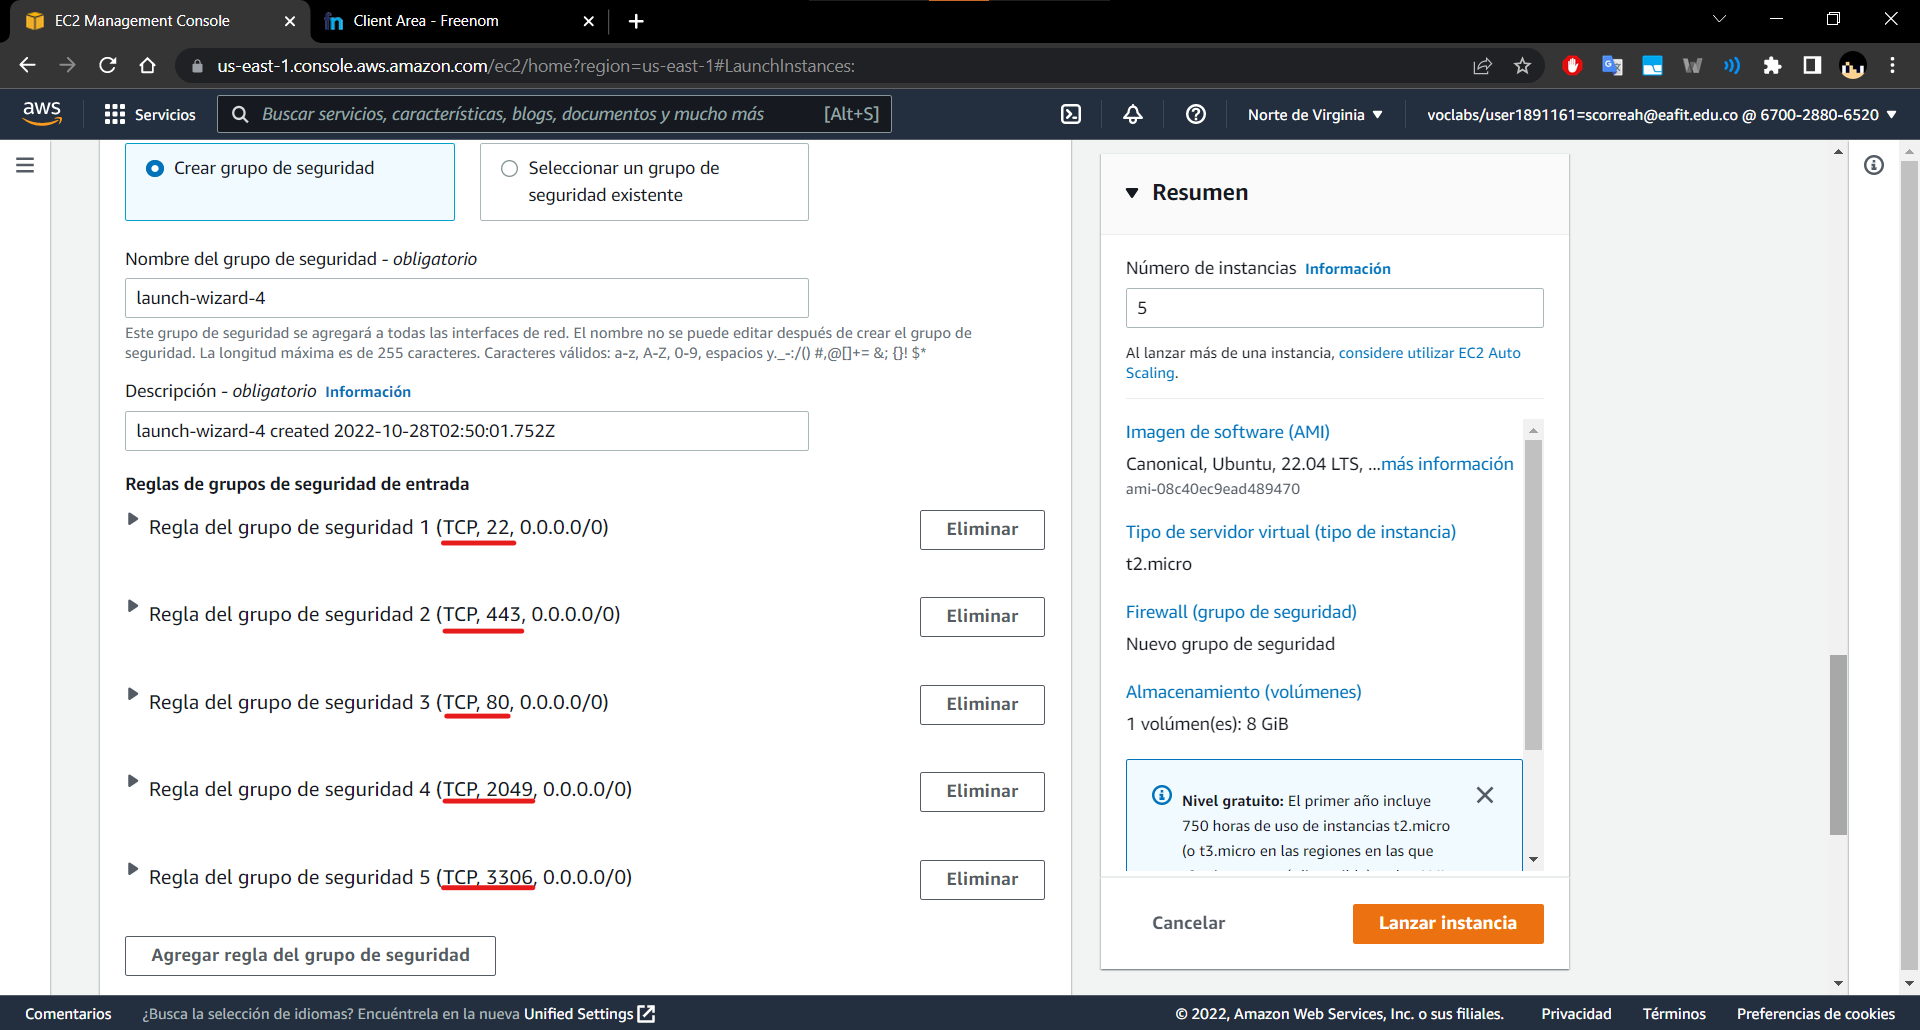 EC2 Management Console
Client Area - Freenom
us-east-1.console.aws.amazon.com/ec2/home?region=us-east-1#LaunchInstances:
aws
Servicios
Buscar servicios, características, blogs, documentos y mucho más
[Alt+S]
Norte de Virginia
voclabs/user1891161=scorreah@eafit.edu.co @ 6700-2880-6520
Crear grupo de seguridad
Seleccionar un grupo de
seguridad existente
Nombre del grupo de seguridad - obligatorio
launch-wizard-4
Este grupo de seguridad se agregará a todas las interfaces de red. El nombre no se puede editar después de crear el grupo de
seguridad. La longitud máxima es de 255 caracteres. Caracteres válidos: a-z, A-Z, 0-9, espacios y._-:/() #,@[]+= &; {}! $*
Descripción - obligatorio Información
launch-wizard-4 created 2022-10-28T02:50:01.752Z
Reglas de grupos de seguridad de entrada
Regla del grupo de seguridad 1 (TCP, 22, 0.0.0.0/0)
Eliminar
Regla del grupo de seguridad 2 (TCP, 443, 0.0.0.0/0)
Eliminar
Regla del grupo de seguridad 3 (TCP, 80, 0.0.0.0/0)
Eliminar
Regla del grupo de seguridad 4 (TCP, 2049, 0.0.0.0/0)
Eliminar
Regla del grupo de seguridad 5 (TCP, 3306, 0.0.0.0/0)
Eliminar
Agregar regla del grupo de seguridad
Resumen
Número de instancias Información
5
Al lanzar más de una instancia, considere utilizar EC2 Auto
Scaling.
Imagen de software (AMI)
Canonical, Ubuntu, 22.04 LTS, ...más información
ami-08c40ec9ead489470
Tipo de servidor virtual (tipo de instancia)
t2.micro
Firewall (grupo de seguridad)
Nuevo grupo de seguridad
Almacenamiento (volúmenes)
1 volúmen(es): 8 GiB
Nivel gratuito: El primer año incluye
750 horas de uso de instancias t2.micro
(o t3.micro en las regiones en las que
Cancelar
Lanzar instancia
Comentarios
¿Busca la selección de idiomas? Encuéntrela en la nueva Unified Settings
© 2022, Amazon Web Services, Inc. o sus filiales.
Privacidad
Términos
Preferencias de cookies